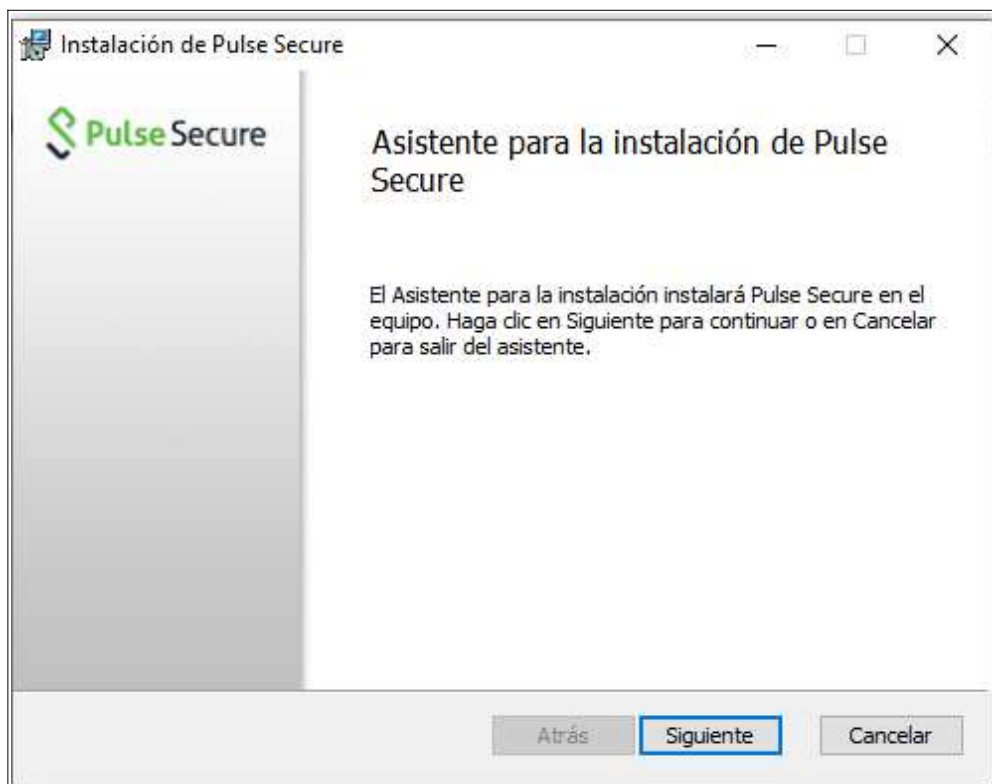 Instalación de Pulse Secure
Pulse Secure
Asistente para la instalación de Pulse
Secure
El Asistente para la instalación instalará Pulse Secure en el
equipo. Haga clic en Siguiente para continuar o en Cancelar
para salir del asistente.
Atrás Siguiente Cancelar